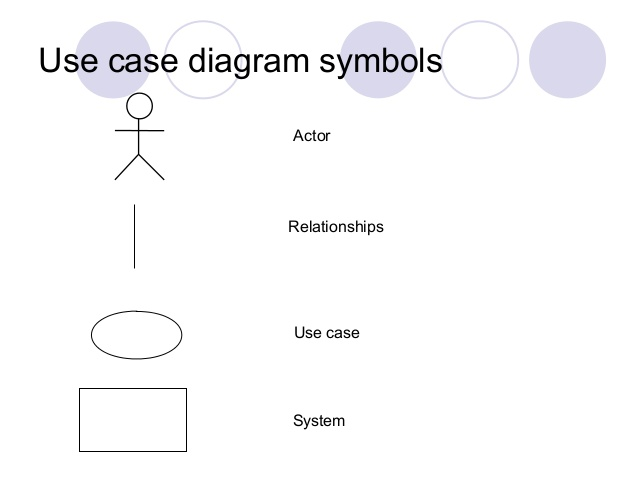 Use case diagram symbols
Actor
Relationships
Use case
System